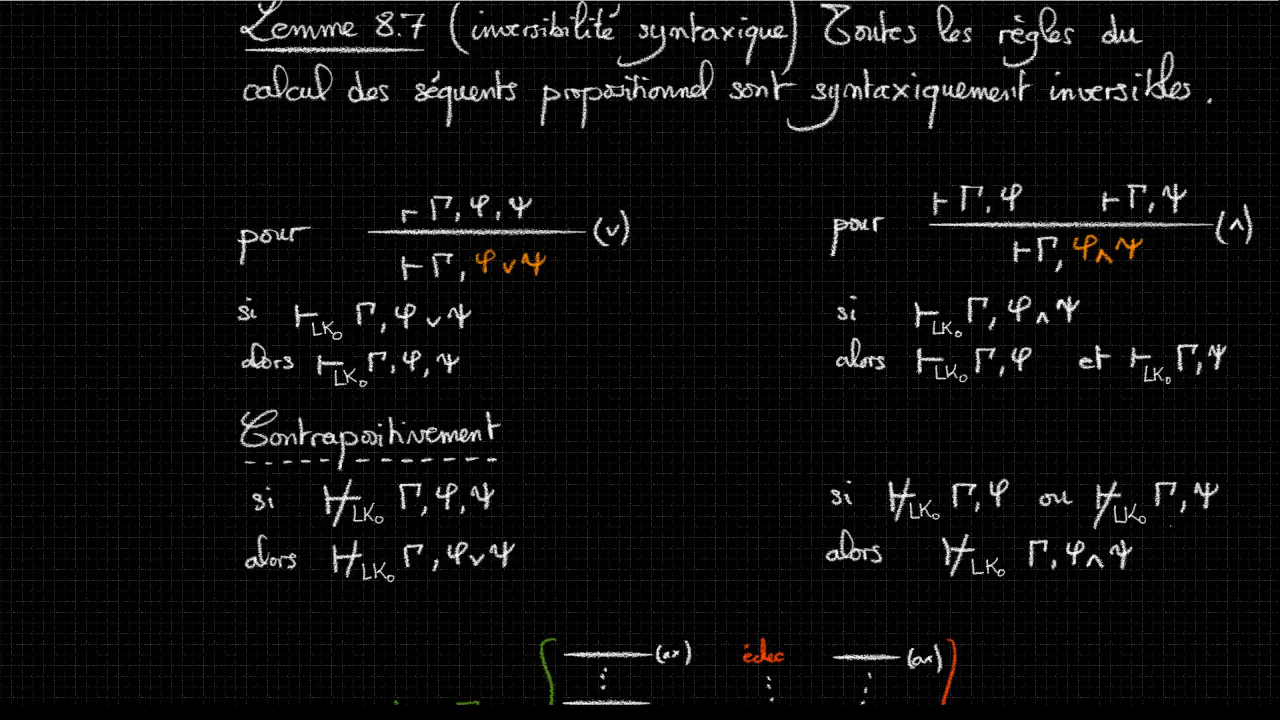 Lemme 8.7 (inversibilité syntaxique) Toutes les règles du
calcul des séquents propositionnel sont syntaxiquement inversibles.
⊢ Γ, φ, ψ
pour (∨)
⊢ Γ, φ ∨ ψ
si ⊢LK₀ Γ, φ ∨ ψ
alors ⊢LK₀ Γ, φ, ψ
⊢ Γ, φ ⊢ Γ, ψ
pour (∧)
⊢ Γ, φ ∧ ψ
si ⊢LK₀ Γ, φ ∧ ψ
alors ⊢LK₀ Γ, φ et ⊢LK₀ Γ, ψ
Contrapositivement
si ⊬LK₀ Γ, φ, ψ
alors ⊬LK₀ Γ, φ ∨ ψ
si ⊬LK₀ Γ, φ ou ⊬LK₀ Γ, ψ
alors ⊬LK₀ Γ, φ ∧ ψ
(ax) échec (ax)